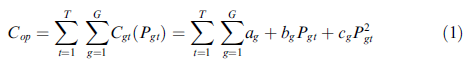 $$C_{op} = \sum_{t=1}^{T} \sum_{g=1}^{G} C_{gt}(P_{gt}) = \sum_{t=1}^{T} \sum_{g=1}^{G} a_g + b_g P_{gt} + c_g P_{gt}^2 \quad (1)$$